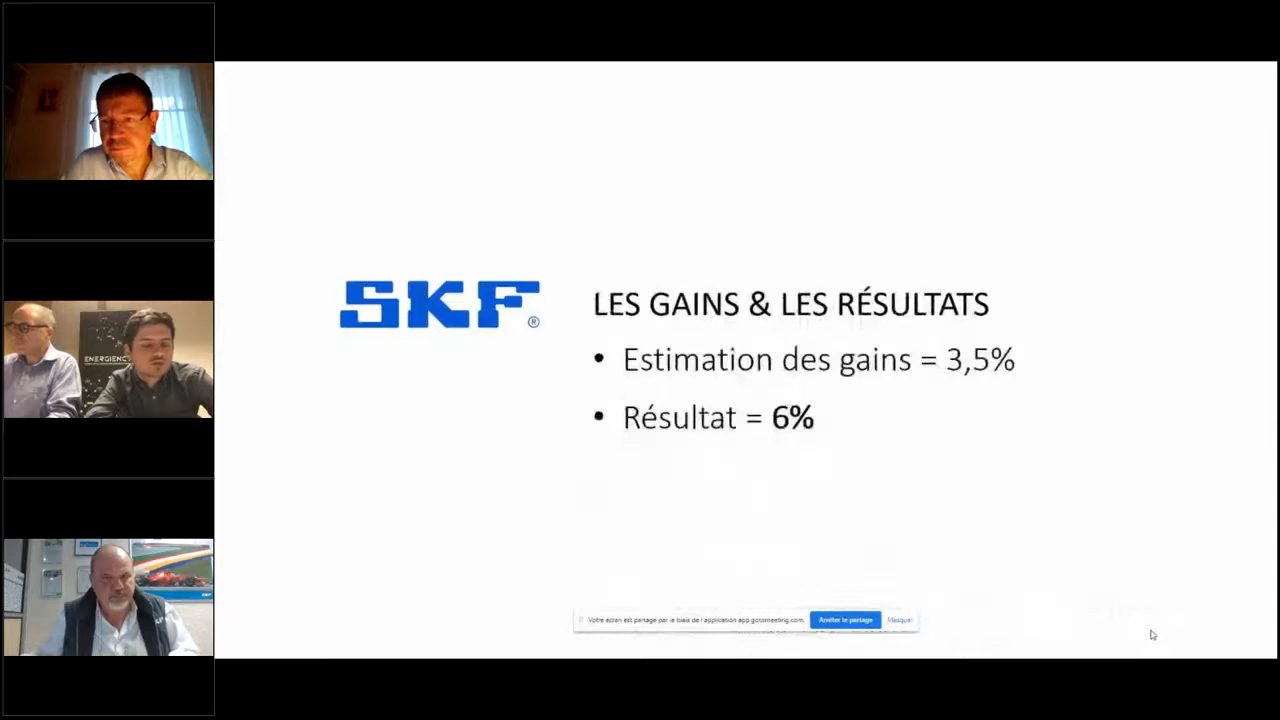 SKF
®
LES GAINS & LES RÉSULTATS
• Estimation des gains = 3,5%
• Résultat = 6%
ENERGIENCY
Votre écran est partagé par le biais de l'application app.gotomeeting.com.
Arrêter le partage
Masquer